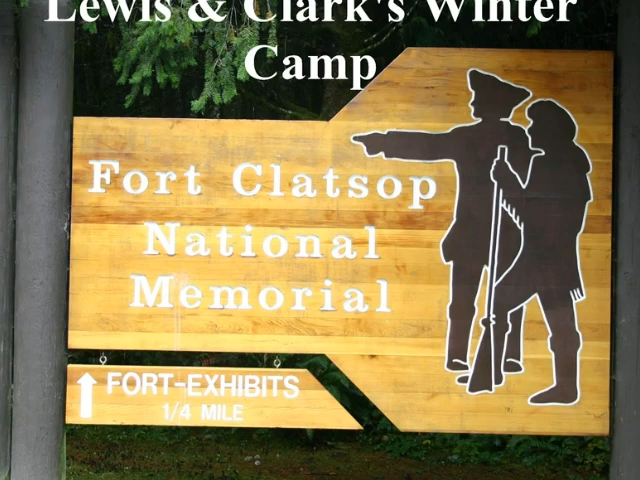 Lewis & Clark's Winter
Camp
Fort Clatsop
National
Memorial
FORT-EXHIBITS
1/4 MILE